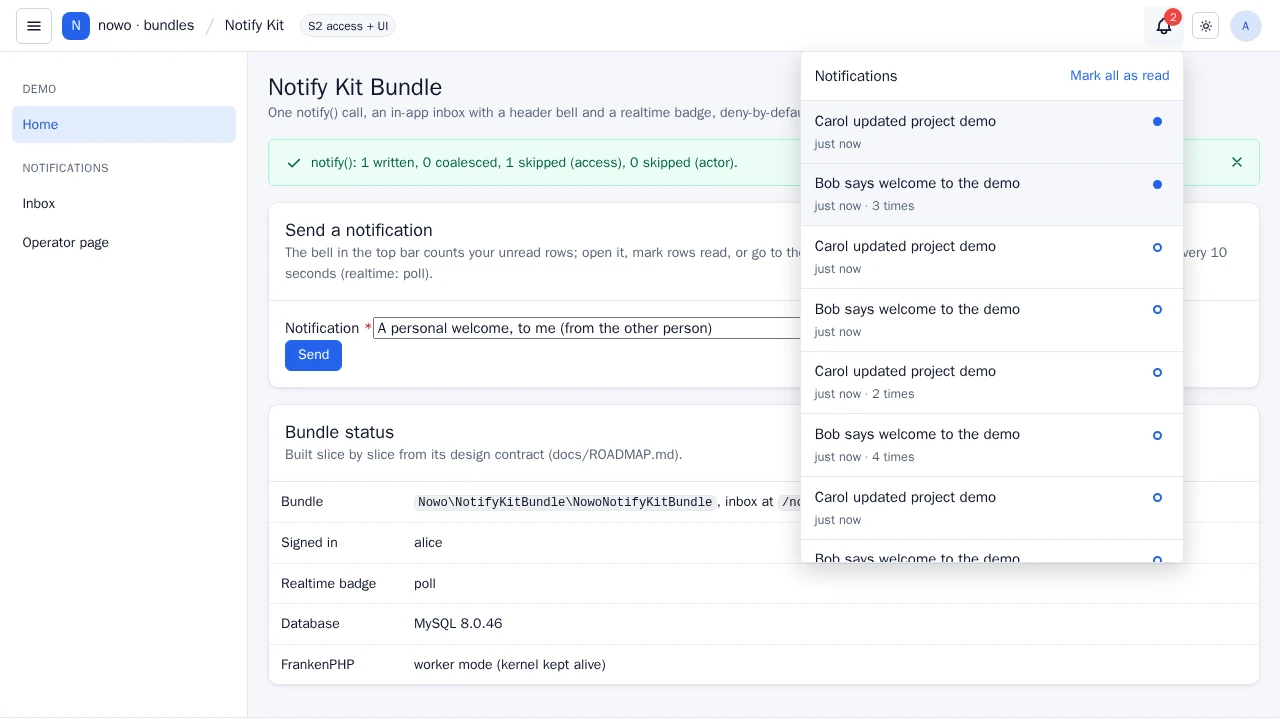 N nowo · bundles / Notify Kit S2 access + UI 2 A
DEMO
Home
NOTIFICATIONS
Inbox
Operator page
Notify Kit Bundle
One notify() call, an in-app inbox with a header bell and a realtime badge,
notify(): 1 written, 0 coalesced, 1 skipped (access), 0 skipped (actor).
Send a notification
The bell in the top bar counts your unread rows; open it, mark rows read, or go to 10
seconds (realtime: poll).
Notification * A personal welcome, to me (from the other person)
Send
Bundle status
Built slice by slice from its design contract (docs/ROADMAP.md).
Bundle Nowo\NotifyKitBundle\NowoNotifyKitBundle, inbox at
Signed in alice
Realtime badge poll
Database MySQL 8.0.46
FrankenPHP worker mode (kernel kept alive)
Notifications Mark all as read
Carol updated project demo
just now
Bob says welcome to the demo
just now · 3 times
Carol updated project demo
just now
Bob says welcome to the demo
just now
Carol updated project demo
just now · 2 times
Bob says welcome to the demo
just now · 4 times
Carol updated project demo
just now
Bob says welcome to the demo